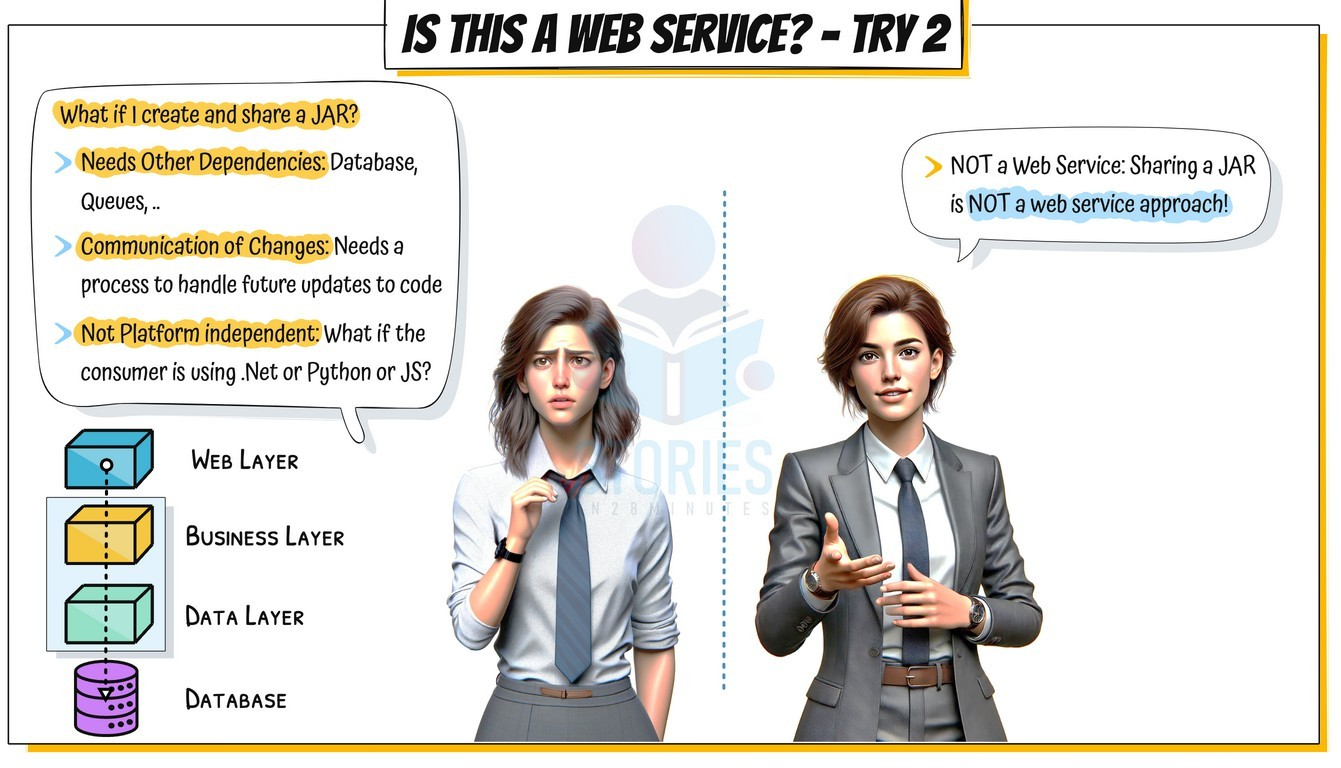 IS THIS A WEB SERVICE? - TRY 2
What if I create and share a JAR?
Needs Other Dependencies: Database,
Queues, ..
Communication of Changes: Needs a
process to handle future updates to code
Not Platform independent: What if the
consumer is using .Net or Python or JS?
NOT a Web Service: Sharing a JAR
is NOT a web service approach!
WEB LAYER
BUSINESS LAYER
DATA LAYER
DATABASE
STORIES
IN28MINUTES